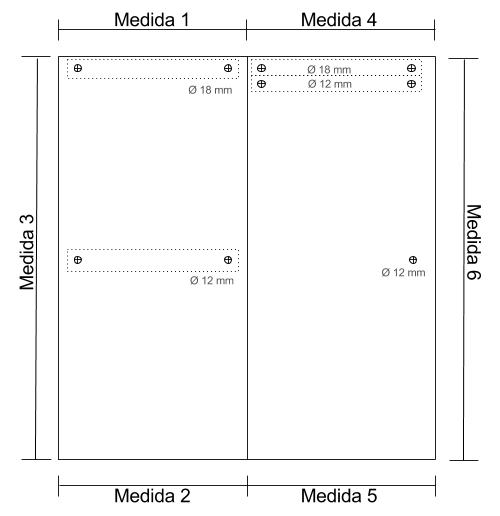 Medida 1
Medida 4
Ø 18 mm
Ø 18 mm
Ø 12 mm
Medida 3
Medida 6
Ø 12 mm
Ø 12 mm
Medida 2
Medida 5